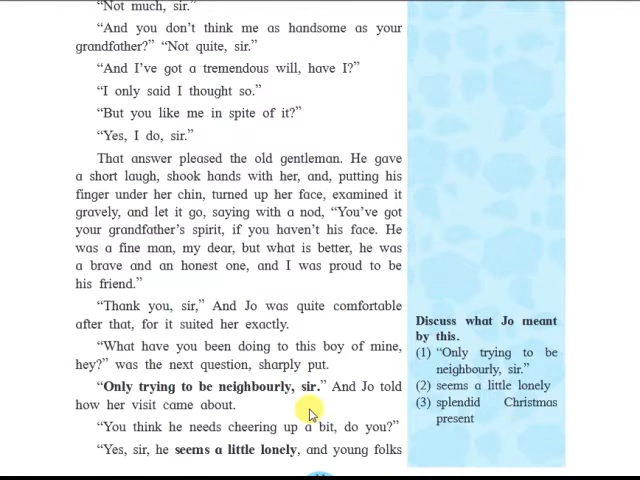 “Not much, sir.”
“And you don’t think me as handsome as your
grandfather?” “Not quite, sir.”
“And I’ve got a tremendous will, have I?”
“I only said I thought so.”
“But you like me in spite of it?”
“Yes, I do, sir.”
That answer pleased the old gentleman. He gave
a short laugh, shook hands with her, and, putting his
finger under her chin, turned up her face, examined it
gravely, and let it go, saying with a nod, “You’ve got
your grandfather’s spirit, if you haven’t his face. He
was a fine man, my dear, but what is better, he was
a brave and an honest one, and I was proud to be
his friend.”
“Thank you, sir,” And Jo was quite comfortable
after that, for it suited her exactly.
“What have you been doing to this boy of mine,
hey?” was the next question, sharply put.
“Only trying to be neighbourly, sir.” And Jo told
how her visit came about.
“You think he needs cheering up a bit, do you?”
“Yes, sir, he seems a little lonely, and young folks
Discuss what Jo meant
by this.
(1) “Only trying to be
neighbourly, sir.”
(2) seems a little lonely
(3) splendid Christmas
present